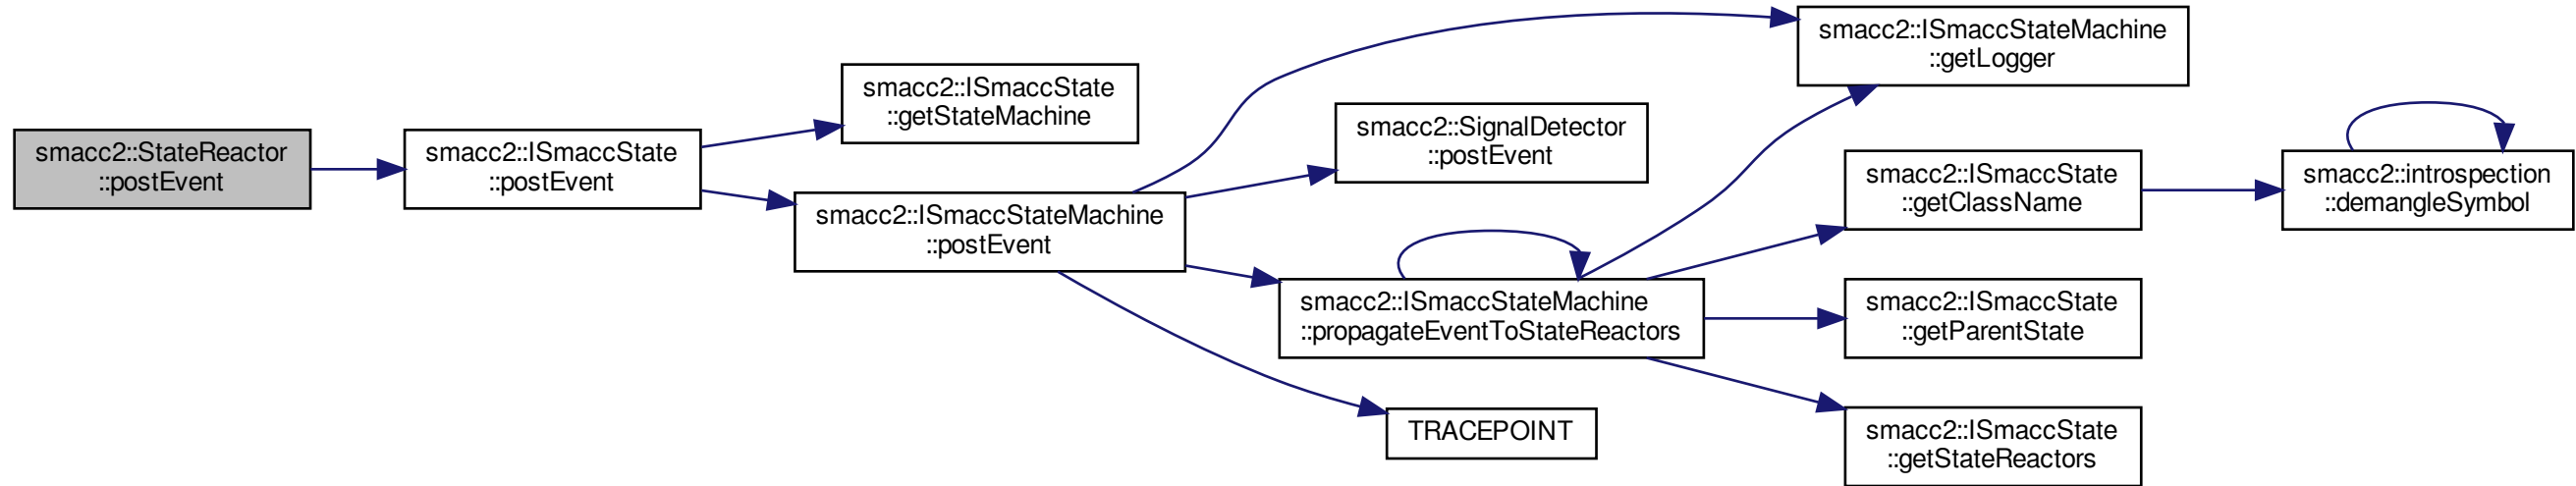 smacc2::StateReactor
::postEvent
smacc2::ISmaccState
::postEvent
smacc2::ISmaccState
::getStateMachine
smacc2::ISmaccStateMachine
::postEvent
smacc2::ISmaccStateMachine
::getLogger
smacc2::SignalDetector
::postEvent
smacc2::ISmaccStateMachine
::propagateEventToStateReactors
TRACEPOINT
smacc2::ISmaccState
::getClassName
smacc2::ISmaccState
::getParentState
smacc2::ISmaccState
::getStateReactors
smacc2::introspection
::demangleSymbol